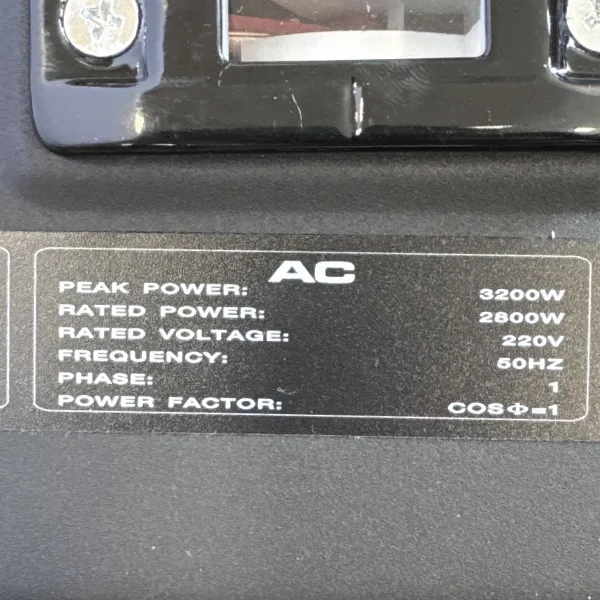 AC
PEAK POWER: 3200W
RATED POWER: 2800W
RATED VOLTAGE: 220V
FREQUENCY: 50HZ
PHASE: 1
POWER FACTOR: COSΦ=1